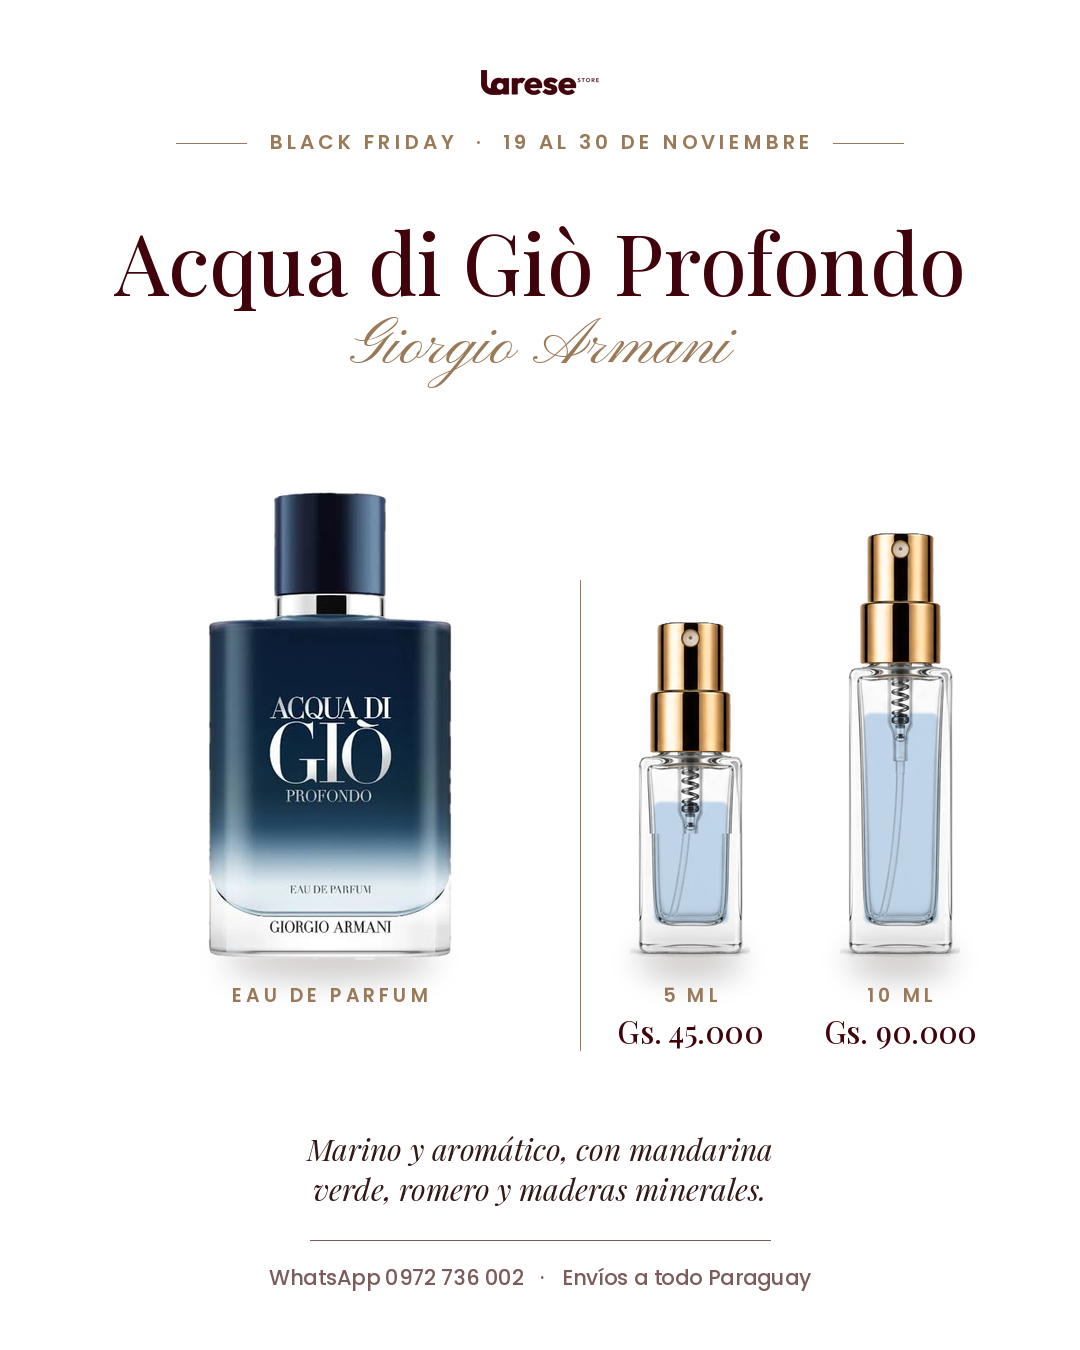 larese STORE
BLACK FRIDAY · 19 AL 30 DE NOVIEMBRE
Acqua di Giò Profondo
Giorgio Armani
ACQUA DI
GIÒ
PROFONDO
EAU DE PARFUM
GIORGIO ARMANI
EAU DE PARFUM
5 ML
Gs. 45.000
10 ML
Gs. 90.000
Marino y aromático, con mandarina
verde, romero y maderas minerales.
WhatsApp 0972 736 002 · Envíos a todo Paraguay